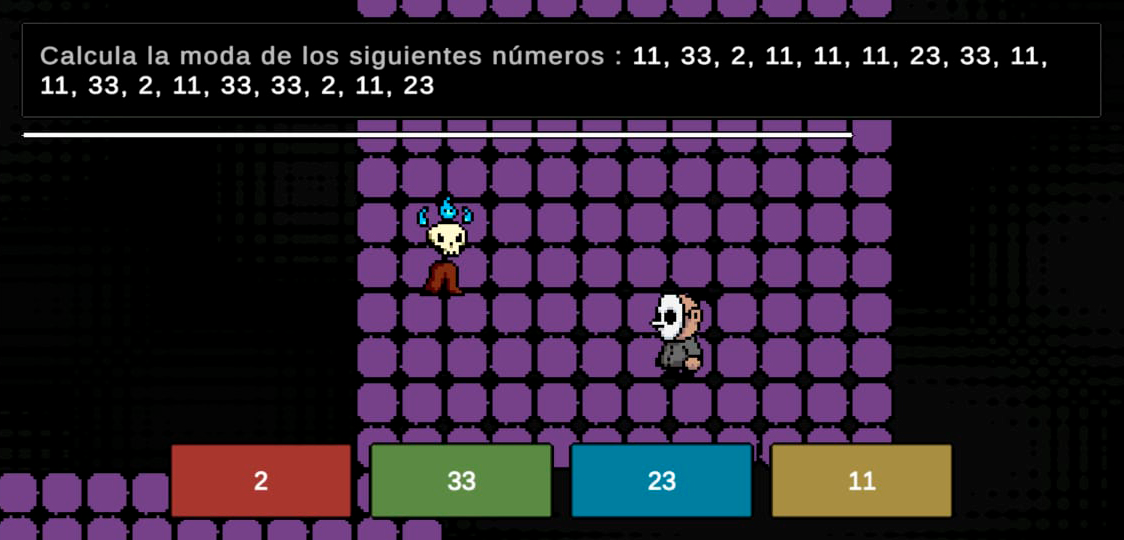 Calcula la moda de los siguientes números : 11, 33, 2, 11, 11, 11, 23, 33, 11,
11, 33, 2, 11, 33, 33, 2, 11, 23
2
33
23
11